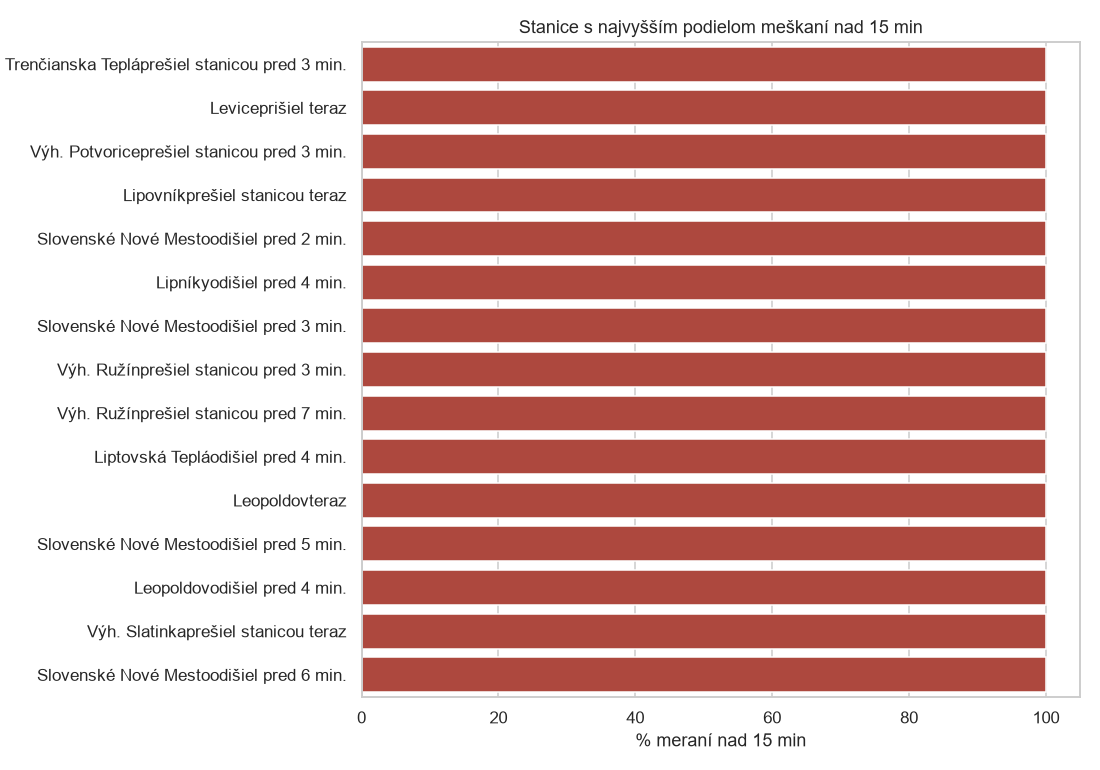 Stanice s najvyšším podielom meškaní nad 15 min
Trenčianska Tepláprešiel stanicou pred 3 min.
Leviceprišiel teraz
Výh. Potvoriceprešiel stanicou pred 3 min.
Lipovníkprešiel stanicou teraz
Slovenské Nové Mestoodišiel pred 2 min.
Lipníkyodišiel pred 4 min.
Slovenské Nové Mestoodišiel pred 3 min.
Výh. Ružínprešiel stanicou pred 3 min.
Výh. Ružínprešiel stanicou pred 7 min.
Liptovská Tepláodišiel pred 4 min.
Leopoldovteraz
Slovenské Nové Mestoodišiel pred 5 min.
Leopoldovodišiel pred 4 min.
Výh. Slatinkaprešiel stanicou teraz
Slovenské Nové Mestoodišiel pred 6 min.
0 20 40 60 80 100
% meraní nad 15 min